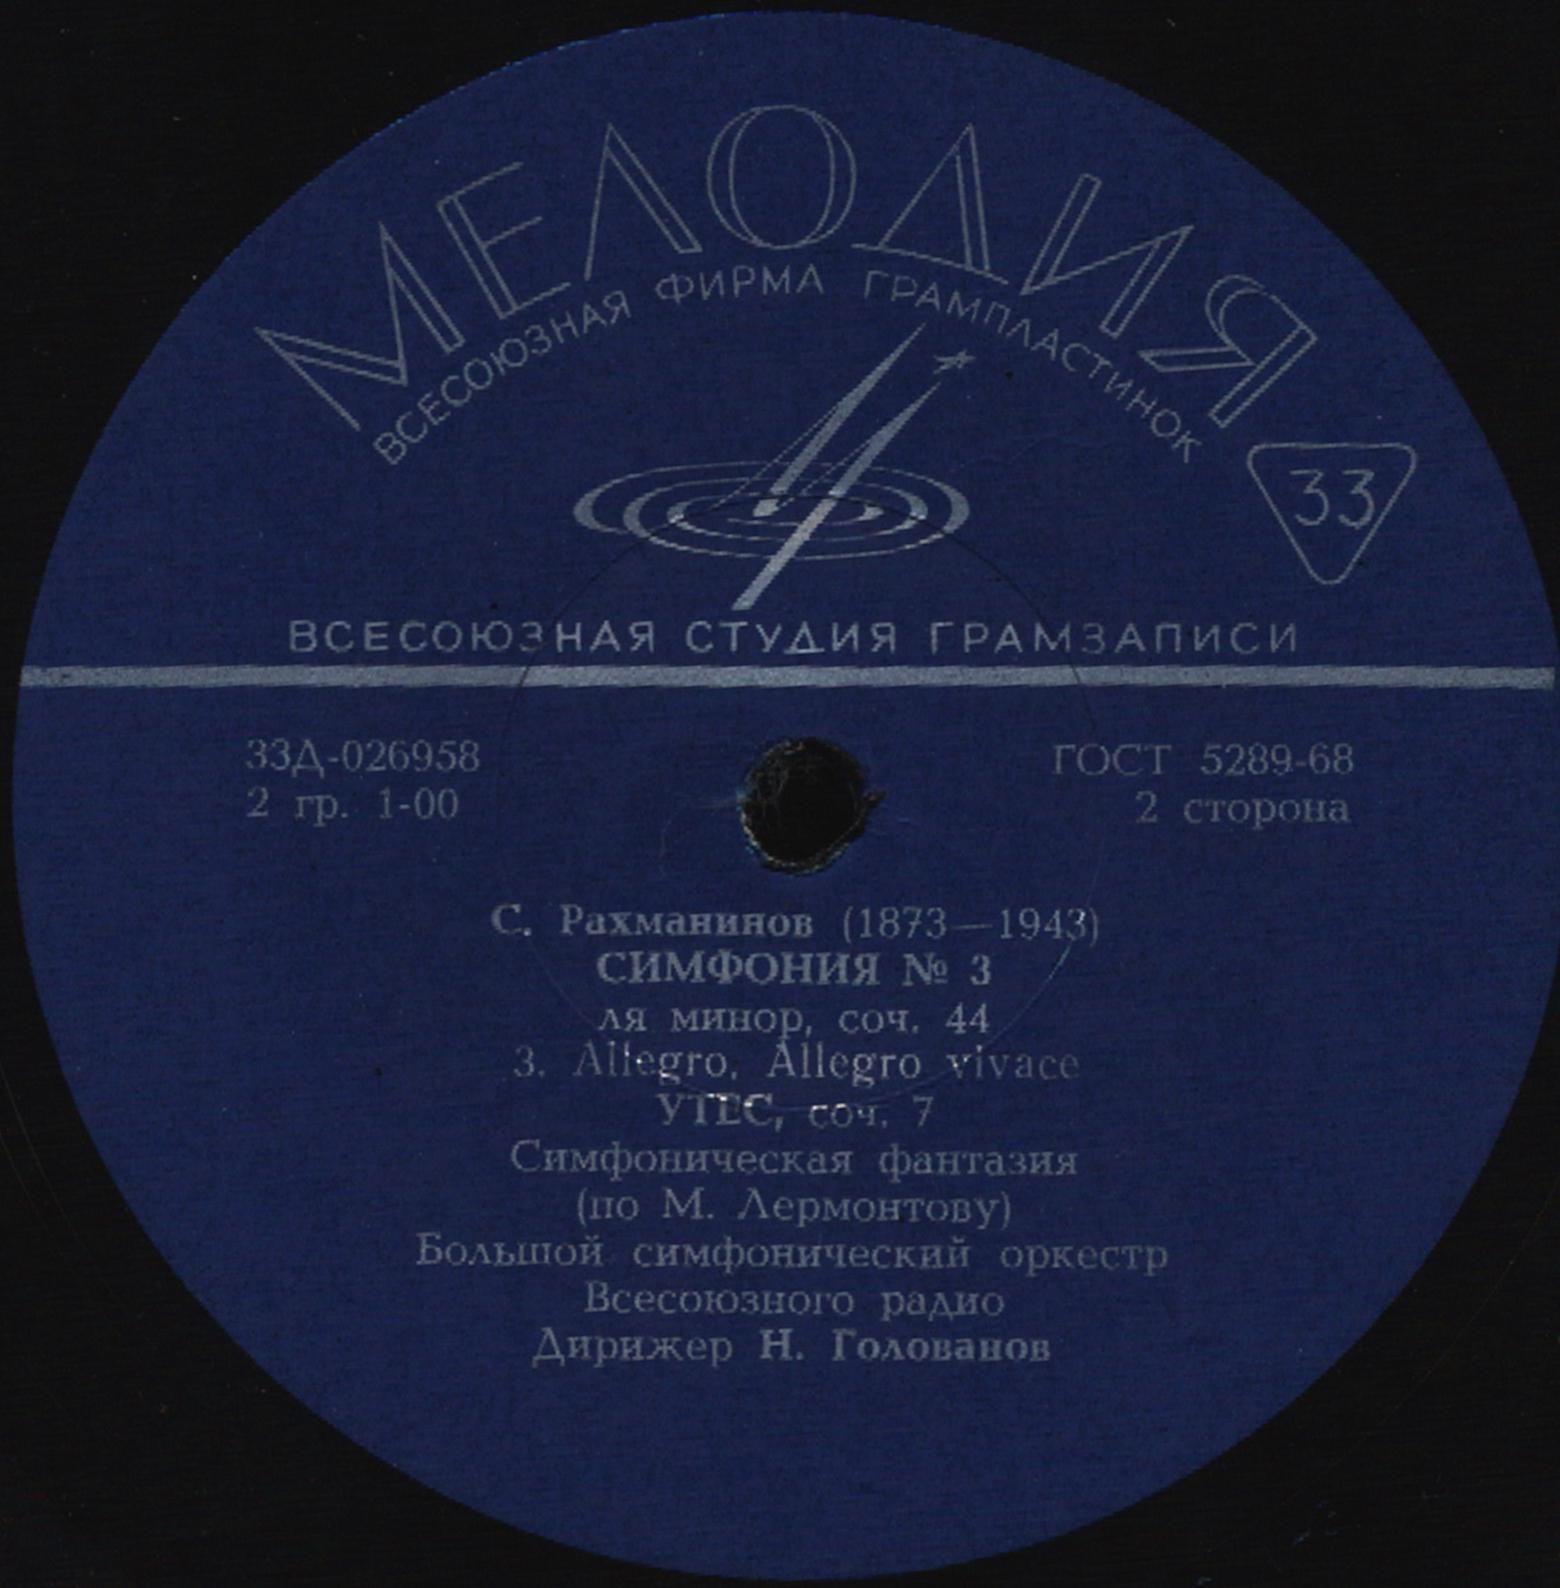 МЕЛОДИЯ
ВСЕСОЮЗНАЯ ФИРМА ГРАМПЛАСТИНОК
33
ВСЕСОЮЗНАЯ СТУДИЯ ГРАМЗАПИСИ
33Д-026958 ГОСТ 5289-68
2 гр. 1-00 2 сторона
С. Рахманинов (1873—1943)
СИМФОНИЯ № 3
ля минор, соч. 44
3. Allegro, Allegro vivace
УТЕС, соч. 7
Симфоническая фантазия
(по М. Лермонтову)
Большой симфонический оркестр
Всесоюзного радио
Дирижер Н. Голованов